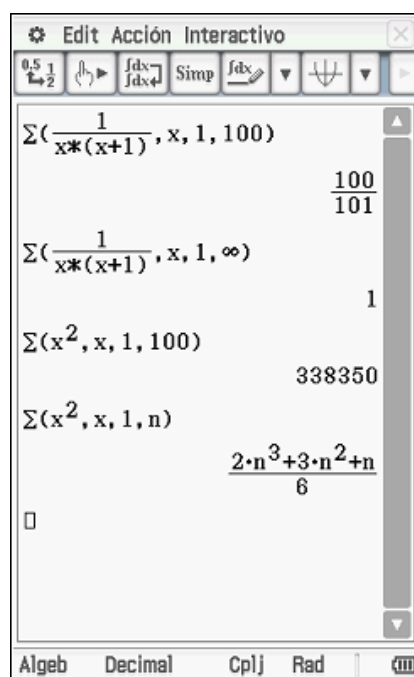 Edit Acción Interactivo
0.5 1 2 ∫dx ∫dx Simp ∫dx
Σ(1/(x*(x+1)),x,1,100)
100/101
Σ(1/(x*(x+1)),x,1,∞)
1
Σ(x²,x,1,100)
338350
Σ(x²,x,1,n)
(2·n³+3·n²+n)/6
Algeb Decimal Cplj Rad